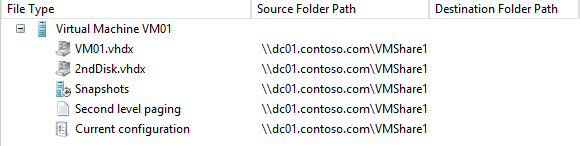 File Type Source Folder Path Destination Folder Path
Virtual Machine VM01
VM01.vhdx \\dc01.contoso.com\VMShare1
2ndDisk.vhdx \\dc01.contoso.com\VMShare1
Snapshots \\dc01.contoso.com\VMShare1
Second level paging \\dc01.contoso.com\VMShare1
Current configuration \\dc01.contoso.com\VMShare1